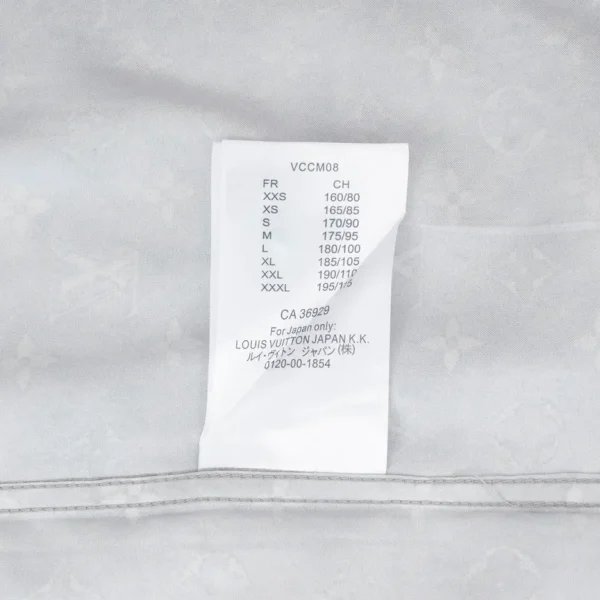 VCCM08
FR CH
XXS 160/80
XS 165/85
S 170/90
M 175/95
L 180/100
XL 185/105
XXL 190/110
XXXL
CA 36929
For Japan only:
LOUIS VUITTON JAPAN K.K.
ルイ・ヴィトン ジャパン(株)
0120-00-1854